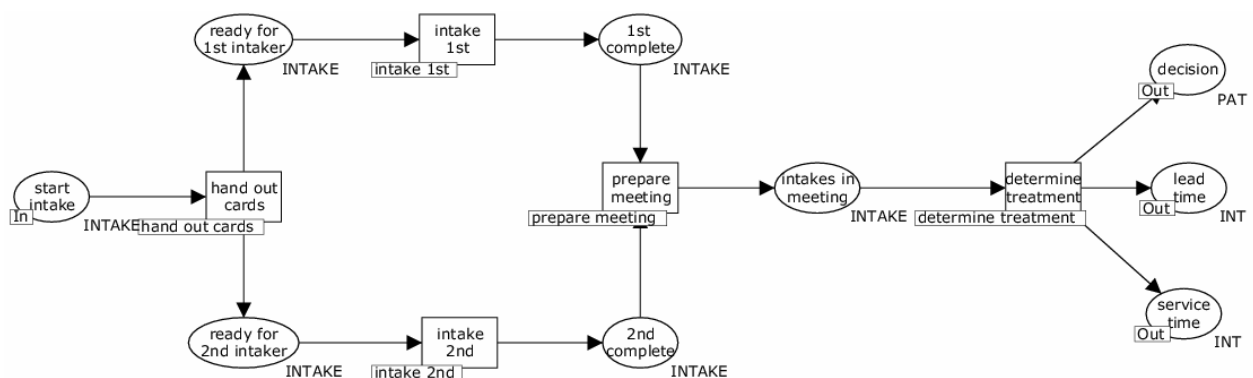 ready for
1st intaker
INTAKE
intake
1st
intake 1st
1st
complete
INTAKE
decision
Out
PAT
start
intake
In
INTAKE
hand out
cards
hand out cards
prepare
meeting
prepare meeting
intakes in
meeting
INTAKE
determine
treatment
determine treatment
lead
time
Out
INT
ready for
2nd intaker
INTAKE
intake
2nd
intake 2nd
2nd
complete
INTAKE
service
time
Out
INT